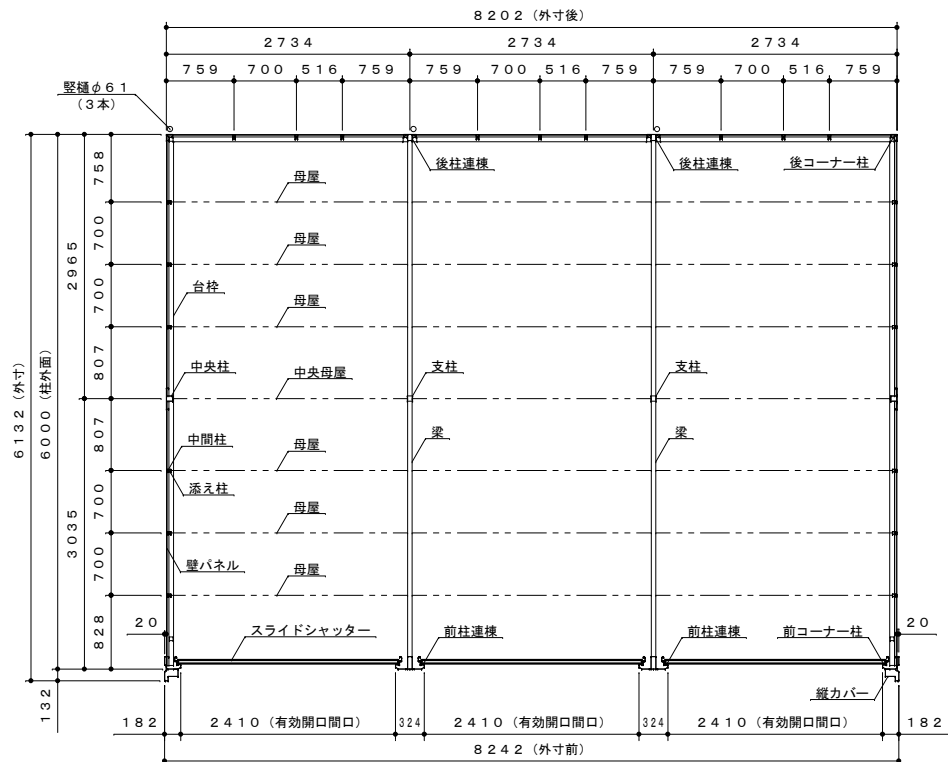 8202(外寸後)
2734 2734 2734
759 700 516 759 759 700 516 759 759 700 516 759
竪樋φ61
(3本)
後柱連棟 後柱連棟 後コーナー柱
母屋
母屋
台枠 母屋
中央柱 中央母屋 支柱 支柱
中間柱 母屋 梁 梁
添え柱
母屋
壁パネル 母屋
スライドシャッター 前柱連棟 前柱連棟 前コーナー柱
縦カバー
6132(外寸)
6000(柱外面)
2965
3035
758
700
700
807
807
700
700
828
132
20 20
182 2410(有効開口間口) 324 2410(有効開口間口) 324 2410(有効開口間口) 182
8242(外寸前)